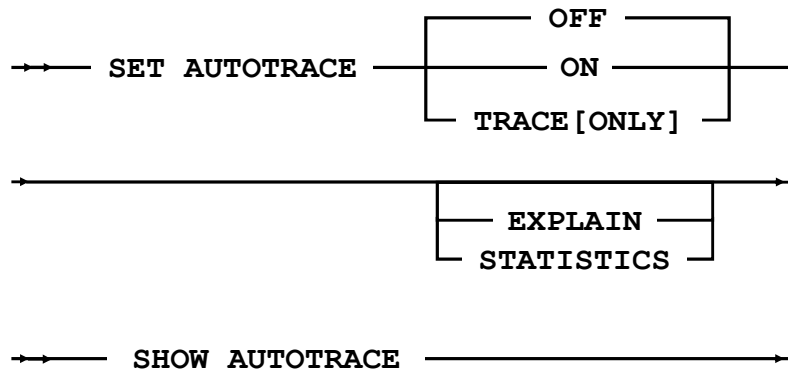 OFF
SET AUTOTRACE ON
TRACE[ONLY]
EXPLAIN
STATISTICS
SHOW AUTOTRACE